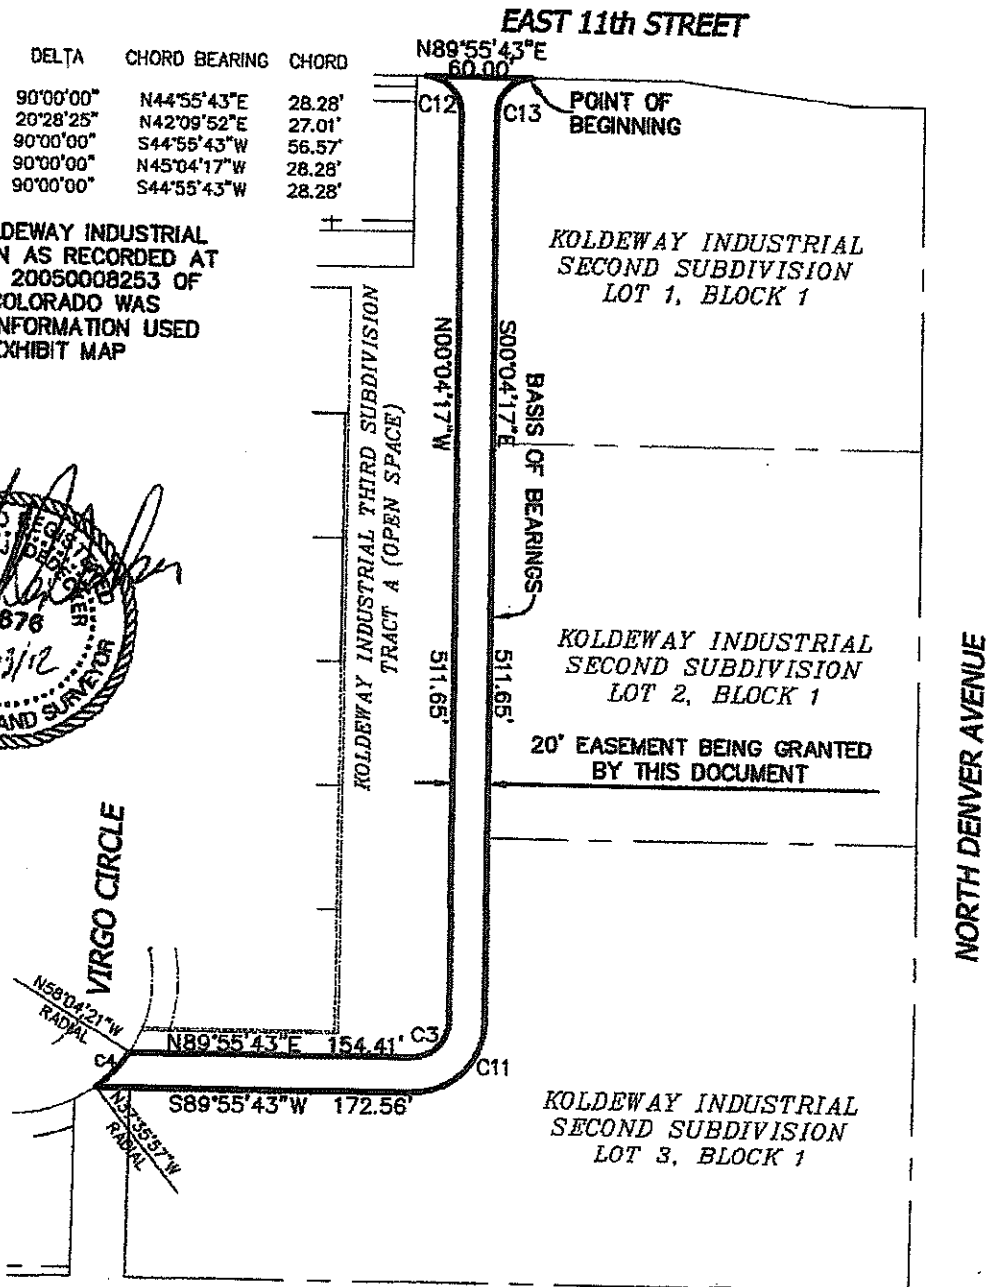 EAST 11th STREET
N89°55'43"E
60.00'
DELTA CHORD BEARING CHORD
90°00'00" N44°55'43"E 28.28'
20°28'25" N42°09'52"E 27.01'
90°00'00" S44°55'43"W 56.57'
90°00'00" N45°04'17"W 28.28'
90°00'00" S44°55'43"W 28.28'
C12
C13
POINT OF
BEGINNING
LDEWAY INDUSTRIAL
N AS RECORDED AT
20050008253 OF
COLORADO WAS
NFORMATION USED
EXHIBIT MAP
KOLDEWAY INDUSTRIAL
SECOND SUBDIVISION
LOT 1, BLOCK 1
KOLDEWAY INDUSTRIAL THIRD SUBDIVISION
TRACT A (OPEN SPACE)
N00°04'17"W
511.65'
S00°04'17"E
511.65'
BASIS OF BEARINGS
876
AND SURVEYOR
KOLDEWAY INDUSTRIAL
SECOND SUBDIVISION
LOT 2, BLOCK 1
20' EASEMENT BEING GRANTED
BY THIS DOCUMENT
NORTH DENVER AVENUE
VIRGO CIRCLE
N58°04'21"W
RADIAL
C4
N89°55'43"E 154.41'
C3
C11
S89°55'43"W 172.56'
N37°35'57"W
RADIAL
KOLDEWAY INDUSTRIAL
SECOND SUBDIVISION
LOT 3, BLOCK 1